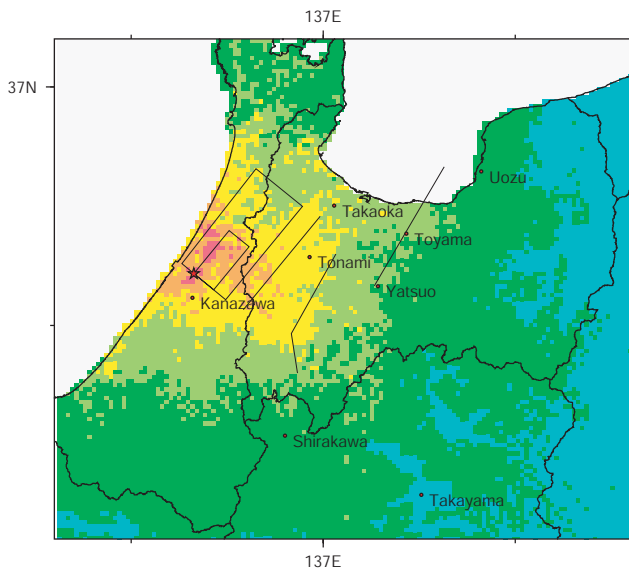 137E
37N
Uozu
Takaoka
Toyama
Tonami
Yatsuo
Kanazawa
Shirakawa
Takayama
137E